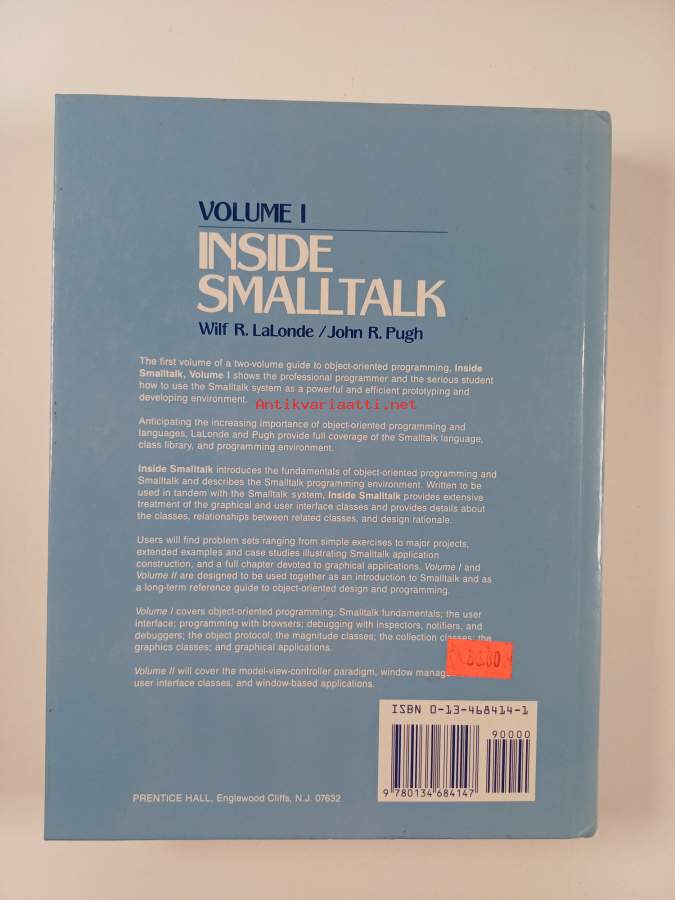 VOLUME I
INSIDE
SMALLTALK
Wilf R. LaLonde / John R. Pugh
The first volume of a two-volume guide to object-oriented programming, Inside
Smalltalk, Volume I shows the professional programmer and the serious student
how to use the Smalltalk system as a powerful and efficient prototyping and
developing environment.
Antikvariaatti.net
Anticipating the increasing importance of object-oriented programming and
languages, LaLonde and Pugh provide full coverage of the Smalltalk language,
class library, and programming environment.
Inside Smalltalk introduces the fundamentals of object-oriented programming and
Smalltalk and describes the Smalltalk programming environment. Written to be
used in tandem with the Smalltalk system, Inside Smalltalk provides extensive
treatment of the graphical and user interface classes and provides details about
the classes, relationships between related classes, and design rationale.
Users will find problem sets ranging from simple exercises to major projects,
extended examples and case studies illustrating Smalltalk application
construction, and a full chapter devoted to graphical applications. Volume I and
Volume II are designed to be used together as an introduction to Smalltalk and as
a long-term reference guide to object-oriented design and programming.
Volume I covers object-oriented programming; Smalltalk fundamentals; the user
interface; programming with browsers; debugging with inspectors, notifiers, and
debuggers; the object protocol; the magnitude classes; the collection classes; the
graphics classes; and graphical applications.
Volume II will cover the model-view-controller paradigm, window manag
user interface classes, and window-based applications.
ISBN 0-13-468414-1
90000
9 780134 684147
PRENTICE HALL, Englewood Cliffs, N.J. 07632